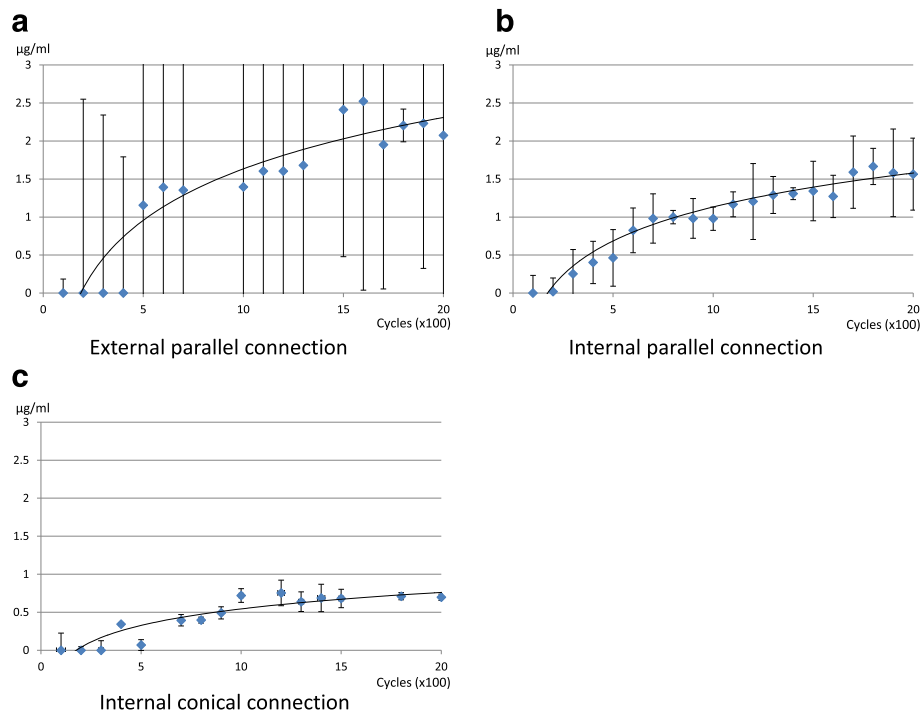 a
µg/ml
3
2.5
2
1.5
1
0.5
0
0 5 10 15 20
Cycles (x100)
External parallel connection
b
µg/ml
3
2.5
2
1.5
1
0.5
0
0 5 10 15 20
Cycles (x100)
Internal parallel connection
c
µg/ml
3
2.5
2
1.5
1
0.5
0
0 5 10 15 20
Cycles (x100)
Internal conical connection